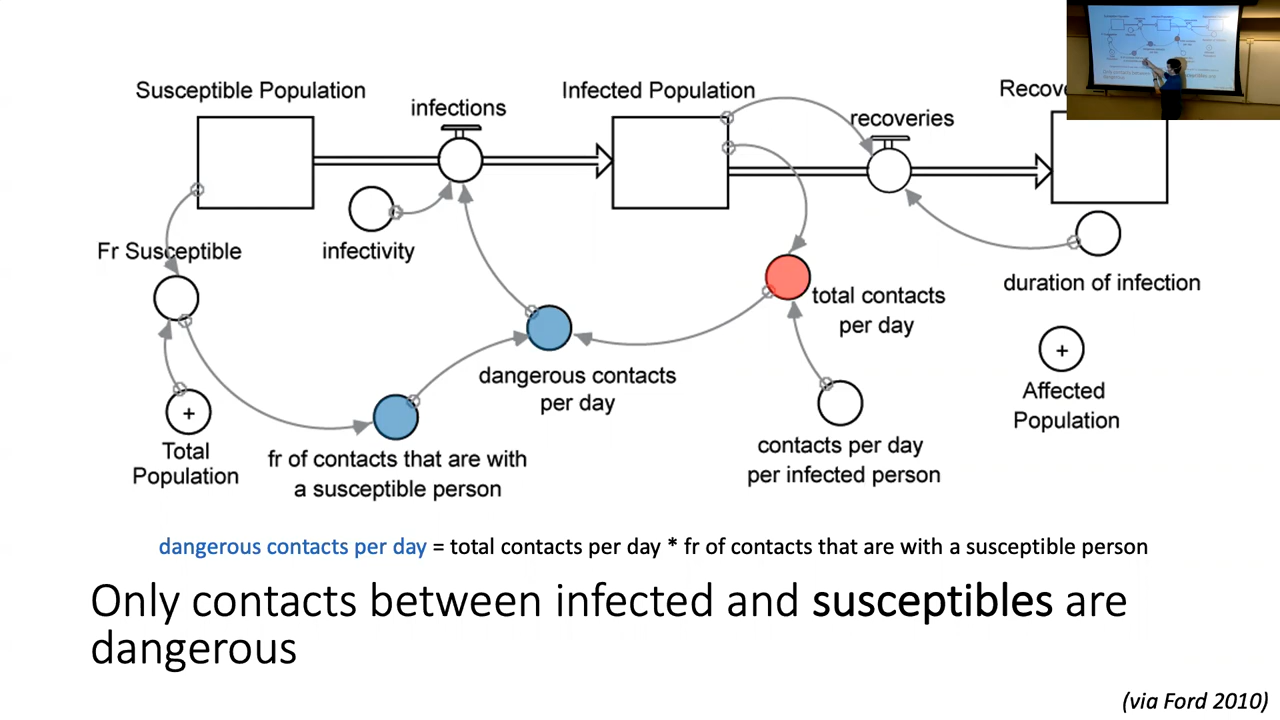 Susceptible Population
infections
Infected Population
recoveries
infectivity
Fr Susceptible
total contacts
per day
duration of infection
dangerous contacts
per day
+
Affected
Population
+
Total
Population
fr of contacts that are with
a susceptible person
contacts per day
per infected person
dangerous contacts per day = total contacts per day * fr of contacts that are with a susceptible person
Only contacts between infected and susceptibles are
dangerous
(via Ford 2010)